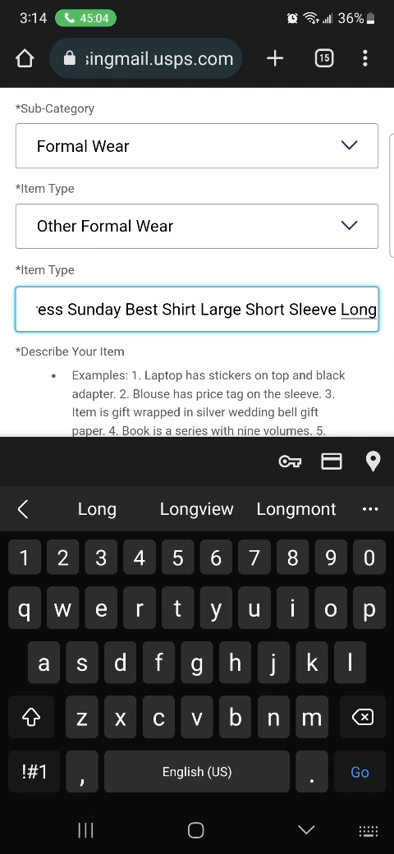 3:14 45:04 36%
singmail.usps.com + 15
*Sub-Category
Formal Wear
*Item Type
Other Formal Wear
*Item Type
ress Sunday Best Shirt Large Short Sleeve Long
*Describe Your Item
• Examples: 1. Laptop has stickers on top and black
adapter. 2. Blouse has price tag on the sleeve. 3.
Item is gift wrapped in silver wedding bell gift
paper. 4. Book is a series with nine volumes. 5.
Long Longview Longmont ...
1 2 3 4 5 6 7 8 9 0
q w e r t y u i o p
a s d f g h j k l
z x c v b n m
!#1 , English (US) . Go